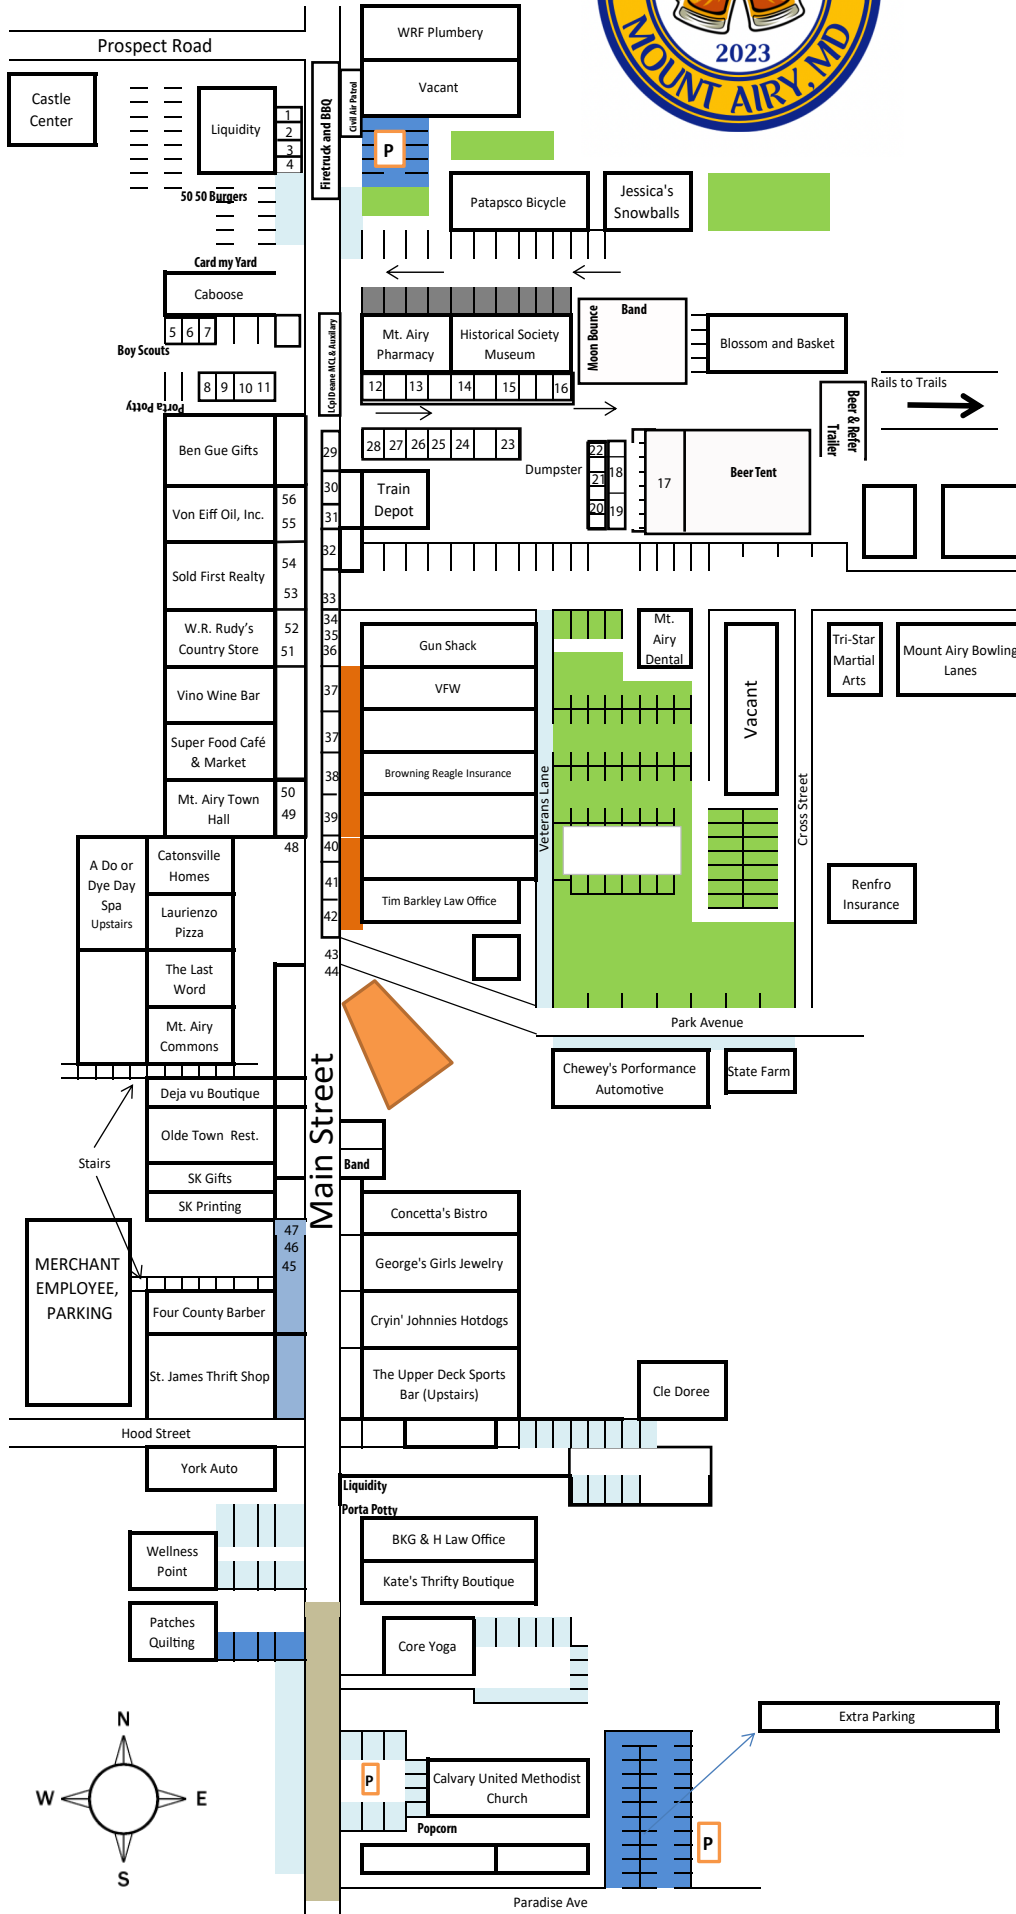 2023
MOUNT AIRY, MD
Prospect Road
WRF Plumbery
Vacant
Castle
Center
Liquidity
1
2
3
4
Firetruck and BBQ
Civil Air Patrol
P
50 50 Burgers
Patapsco Bicycle
Jessica's
Snowballs
Card my Yard
Caboose
5 6 7
Boy Scouts
8 9 10 11
Porta Potty
LCpl Deane MCL & Auxilary
Mt. Airy
Pharmacy
Historical Society
Museum
12 13 14 15 16
Moon Bounce
Band
Blossom and Basket
Rails to Trails
Beer & Refer
Trailer
Ben Gue Gifts
29
28 27 26 25 24 23
Dumpster
22
21
20
18
19
17
Beer Tent
30
31
Train
Depot
Von Eiff Oil, Inc.
56
55
32
Sold First Realty
54
53
33
34
35
36
W.R. Rudy's
Country Store
52
51
Gun Shack
Mt.
Airy
Dental
Vacant
Tri-Star
Martial
Arts
Mount Airy Bowling
Lanes
Vino Wine Bar
37
VFW
Super Food Café
& Market
37
38
Browning Reagle Insurance
Veterans Lane
Cross Street
Mt. Airy Town
Hall
50
49
48
39
40
41
42
43
44
A Do or
Dye Day
Spa
Upstairs
Catonsville
Homes
Laurienzo
Pizza
Tim Barkley Law Office
Renfro
Insurance
The Last
Word
Mt. Airy
Commons
Park Avenue
Chewey's Porformance
Automotive
State Farm
Main Street
Deja vu Boutique
Olde Town Rest.
Stairs
SK Gifts
SK Printing
Band
Concetta's Bistro
47
46
45
MERCHANT
EMPLOYEE,
PARKING
George's Girls Jewelry
Four County Barber
Cryin' Johnnies Hotdogs
St. James Thrift Shop
The Upper Deck Sports
Bar (Upstairs)
Cle Doree
Hood Street
York Auto
Liquidity
Porta Potty
BKG & H Law Office
Wellness
Point
Kate's Thrifty Boutique
Patches
Quilting
Core Yoga
Extra Parking
N
W E
S
P
Calvary United Methodist
Church
Popcorn
P
Paradise Ave